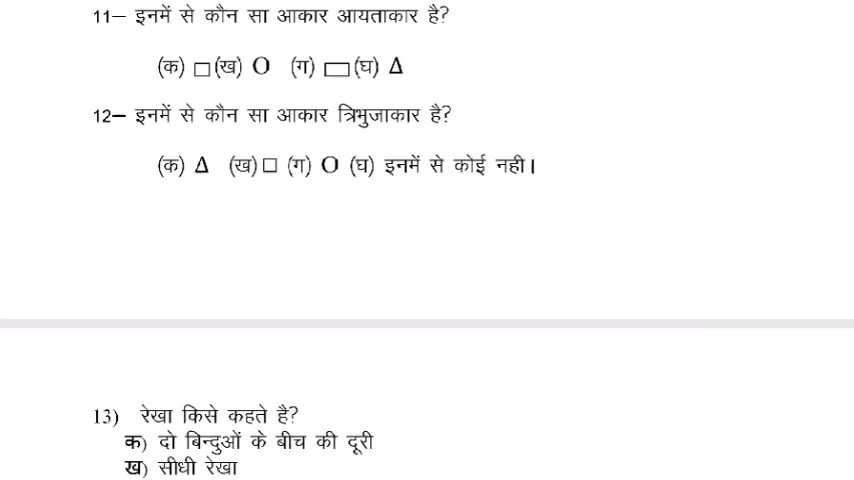 11– इनमें से कौन सा आकार आयताकार है?
(क) □ (ख) O (ग) ▭ (घ) Δ
12– इनमें से कौन सा आकार त्रिभुजाकार है?
(क) Δ (ख) □ (ग) O (घ) इनमें से कोई नही।
13) रेखा किसे कहते है?
क) दो बिन्दुओं के बीच की दूरी
ख) सीधी रेखा